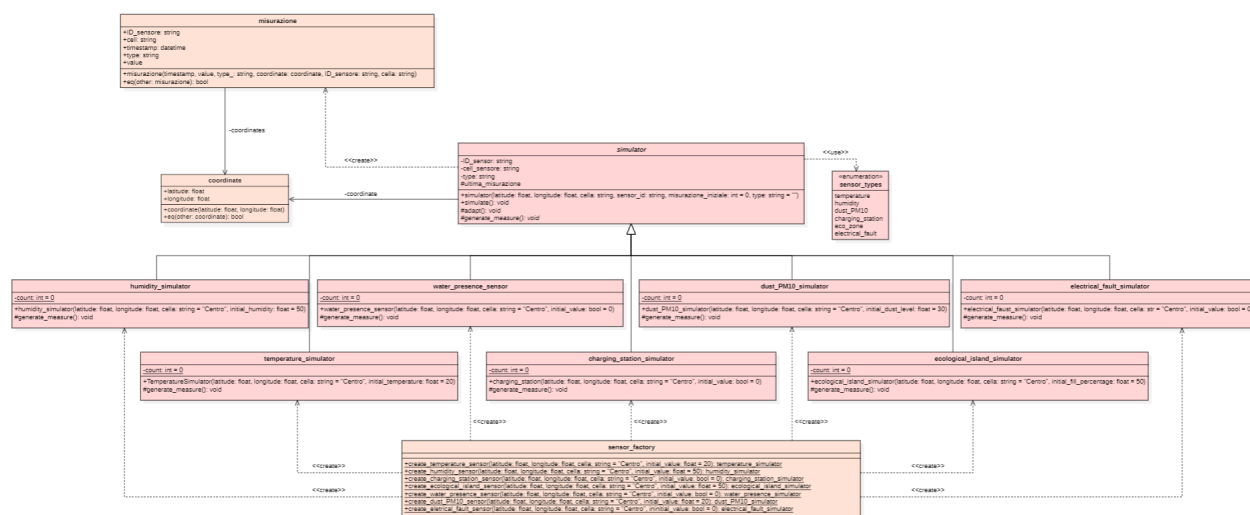 misurazione
+ID_sensore: string
+cell: string
+timestamp: datetime
+type: string
+value
+misurazione(timestamp, value, type_: string, coordinate: coordinate, ID_sensore: string, cella: string)
+eq(other: misurazione): bool
-coordinates
<<create>>
coordinate
+latitude: float
+longitude: float
+coordinate(latitude: float, longitude: float)
+eq(other: coordinate): bool
-coordinate
simulator
-ID_sensor: string
-cell_sensore: string
-type: string
#ultima_misurazione
+simulator(latitude: float, longitude: float, cella: string, sensor_id: string, misurazione_iniziale: int = 0, type: string = "")
+simulate(): void
#adapt(): void
#generate_measure(): void
<<use>>
«enumeration»
sensor_types
temperature
humidity
dust_PM10
charging_station
eco_zone
electrical_fault
humidity_simulator
-count: int = 0
+humidity_simulator(latitude: float, longitude: float, cella: string = "Centro", initial_humidity: float = 50)
#generate_measure(): void
water_presence_sensor
-count: int = 0
+water_presence_sensor(latitude: float, longitude: float, cella: string = "Centro", initial_value: bool = 0)
#generate_measure(): void
dust_PM10_simulator
-count: int = 0
+dust_PM10_simulator(latitude: float, longitude: float, cella: string = "Centro", initial_dust_level: float = 30)
#generate_measure(): void
electrical_fault_simulator
-count: int = 0
+electrical_faust_simulator(latitude: float, longitude: float, cella: str = "Centro", initial_value: bool = 0
#generate_measure(): void
temperature_simulator
-count: int = 0
+TemperatureSimulator(latitude: float, longitude: float, cella: string = "Centro", initial_temperature: float = 20)
#generate_measure(): void
charging_station_simulator
-count: int = 0
+charging_station(latitude: float, longitude: float, cella: string = "Centro", initial_value: bool = 0)
#generate_measure(): void
ecological_island_simulator
-count: int = 0
+ecological_island_simulator(latitude: float, longitude: float, cella: string = "Centro", initial_fill_percentage: float = 50)
#generate_measure(): void
<<create>>
<<create>>
<<create>>
<<create>>
<<create>>
<<create>>
<<create>>
sensor_factory
+create_temperature_sensor(latitude: float, longitude: float, cella: string = "Centro", initial_value: float = 20): temperature_simulator
+create_humidity_sensor(latitude: float, longitude: float, cella: string = "Centro", initial_value: float = 50): humidity_simulator
+create_charging_station_sensor(latitude: float, longitude: float, cella: string = "Centro", initial_value: bool = 0): charging_station_simulator
+create_ecological_island_sensor(latitude: float, longitude: float, cella: string = "Centro", initial_value: float = 50): ecological_island_simulator
+create_water_presence_sensor(latitude: float, longitude: float, cella: string = "Centro", initial_value: bool = 0): water_presence_simulator
+create_dust_PM10_sensor(latitude: float, longitude: float, cella: string = "Centro", initial_value: float = 20): dust_PM10_simulator
+create_eletrical_fault_sensor(latitude: float, longitude: float, cella: string = "Centro", ininitial_value: bool = 0): electrical_fault_simulator